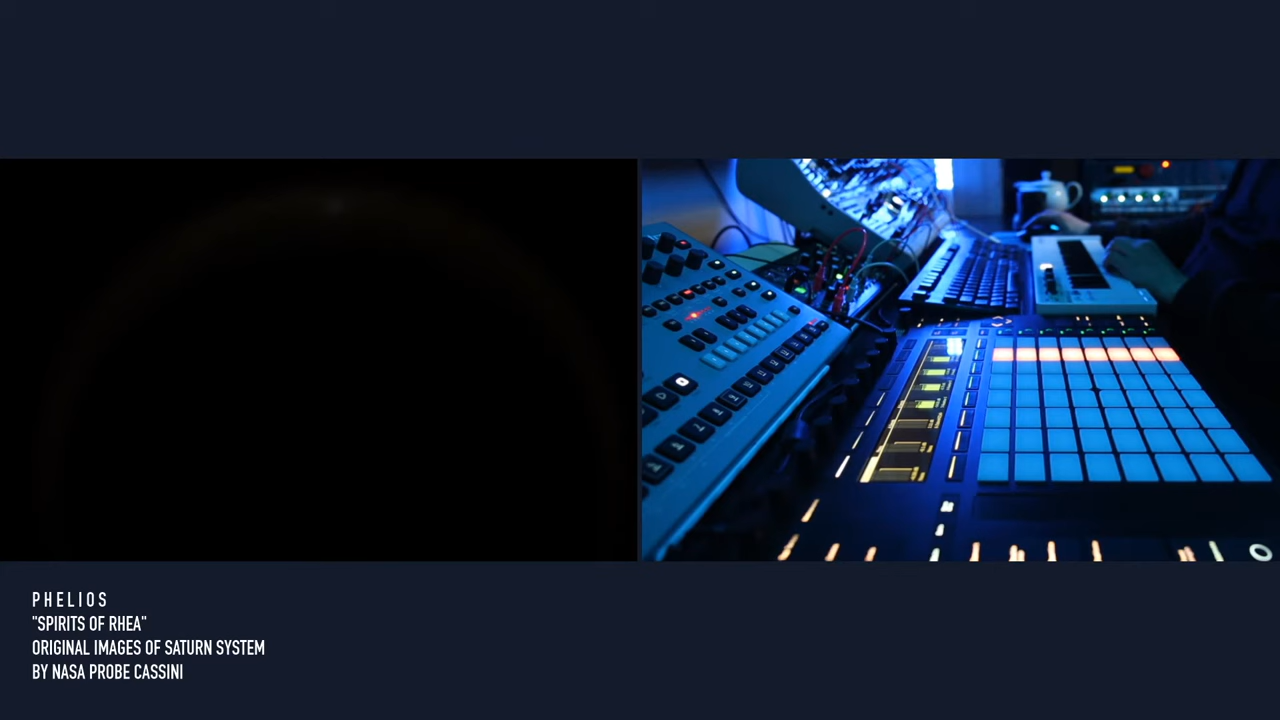 PHELIOS
"SPIRITS OF RHEA"
ORIGINAL IMAGES OF SATURN SYSTEM
BY NASA PROBE CASSINI